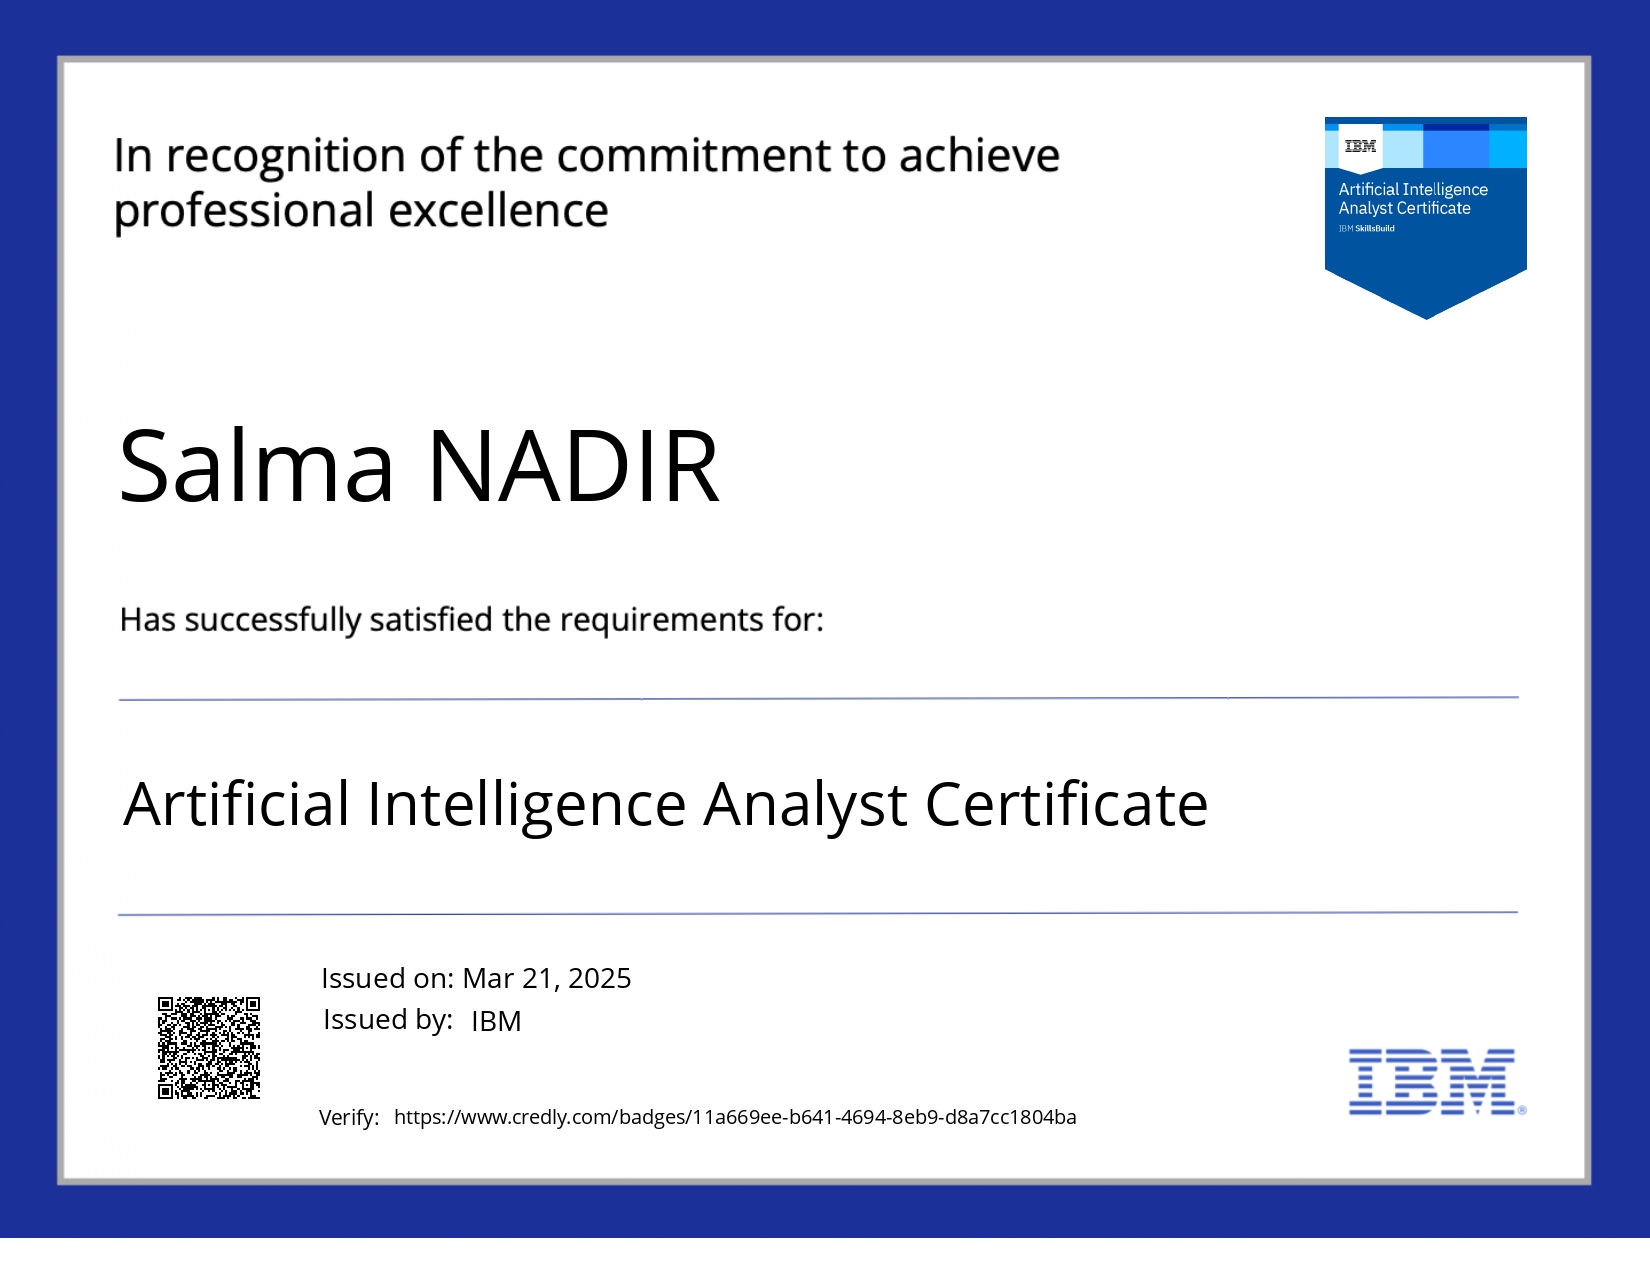 In recognition of the commitment to achieve
professional excellence
IBM
Artificial Intelligence
Analyst Certificate
IBM SkillsBuild
Salma NADIR
Has successfully satisfied the requirements for:
Artificial Intelligence Analyst Certificate
Issued on: Mar 21, 2025
Issued by: IBM
Verify: https://www.credly.com/badges/11a669ee-b641-4694-8eb9-d8a7cc1804ba
IBM®